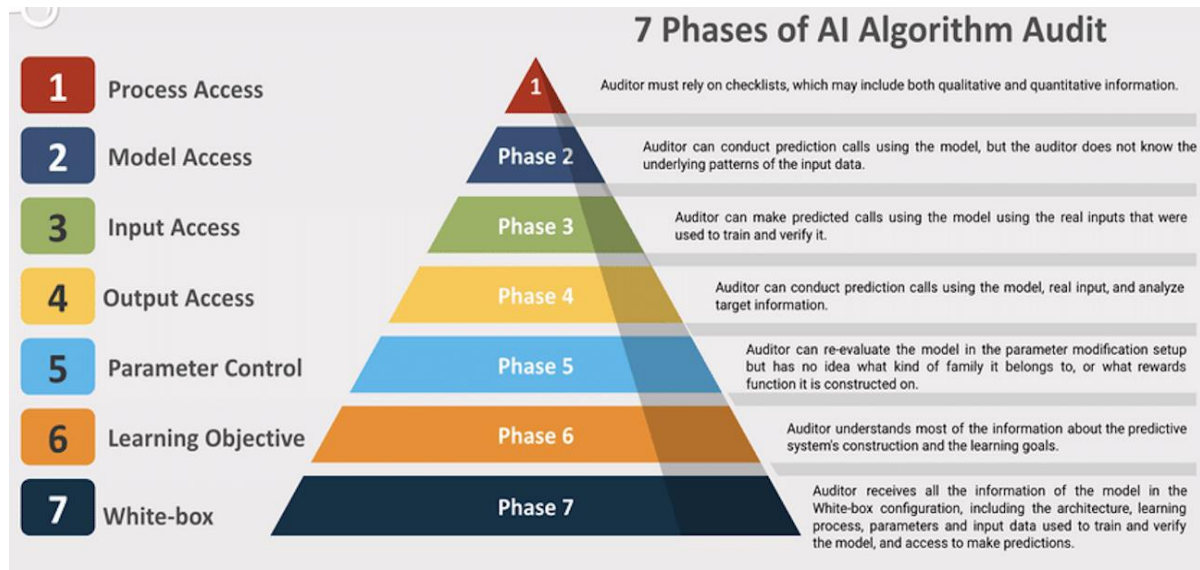 7 Phases of AI Algorithm Audit
1
Process Access
1
Auditor must rely on checklists, which may include both qualitative and quantitative information.
2
Model Access
Phase 2
Auditor can conduct prediction calls using the model, but the auditor does not know the
underlying patterns of the input data.
3
Input Access
Phase 3
Auditor can make predicted calls using the model using the real inputs that were
used to train and verify it.
4
Output Access
Phase 4
Auditor can conduct prediction calls using the model, real input, and analyze
target information.
5
Parameter Control
Phase 5
Auditor can re-evaluate the model in the parameter modification setup
but has no idea what kind of family it belongs to, or what rewards
function it is constructed on.
6
Learning Objective
Phase 6
Auditor understands most of the information about the predictive
system's construction and the learning goals.
7
White-box
Phase 7
Auditor receives all the information of the model in the
White-box configuration, including the architecture, learning
process, parameters and input data used to train and verify
the model, and access to make predictions.